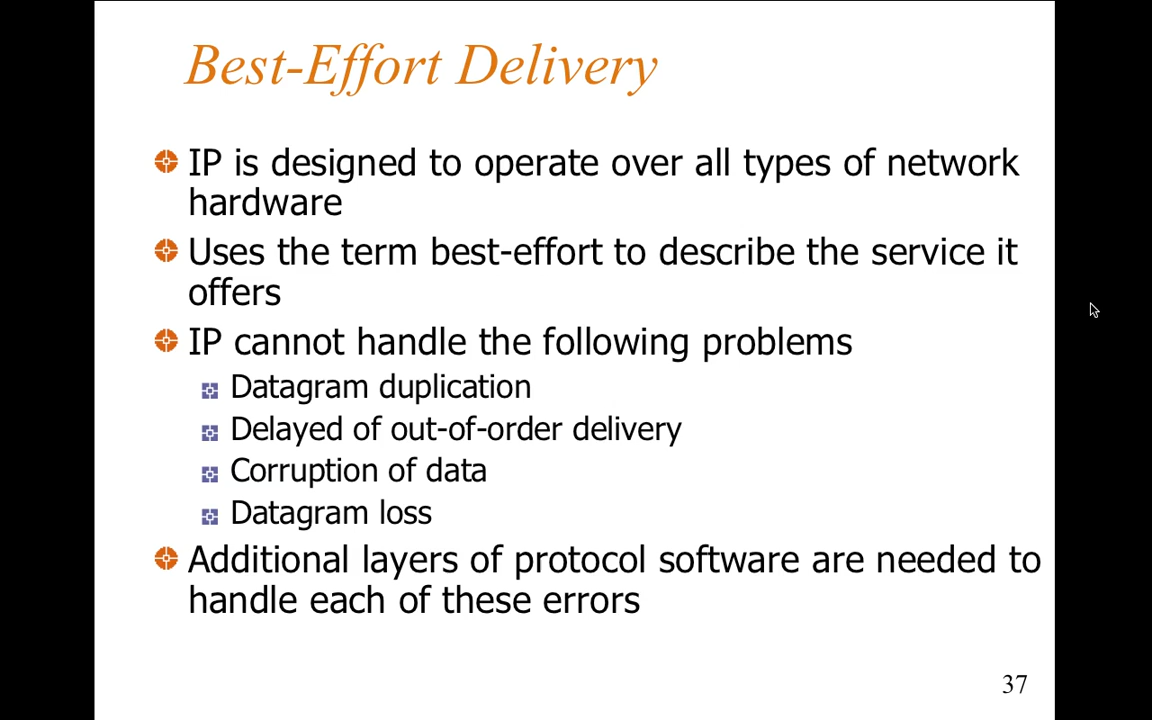 Best-Effort Delivery
IP is designed to operate over all types of network
hardware
Uses the term best-effort to describe the service it
offers
IP cannot handle the following problems
Datagram duplication
Delayed of out-of-order delivery
Corruption of data
Datagram loss
Additional layers of protocol software are needed to
handle each of these errors
37